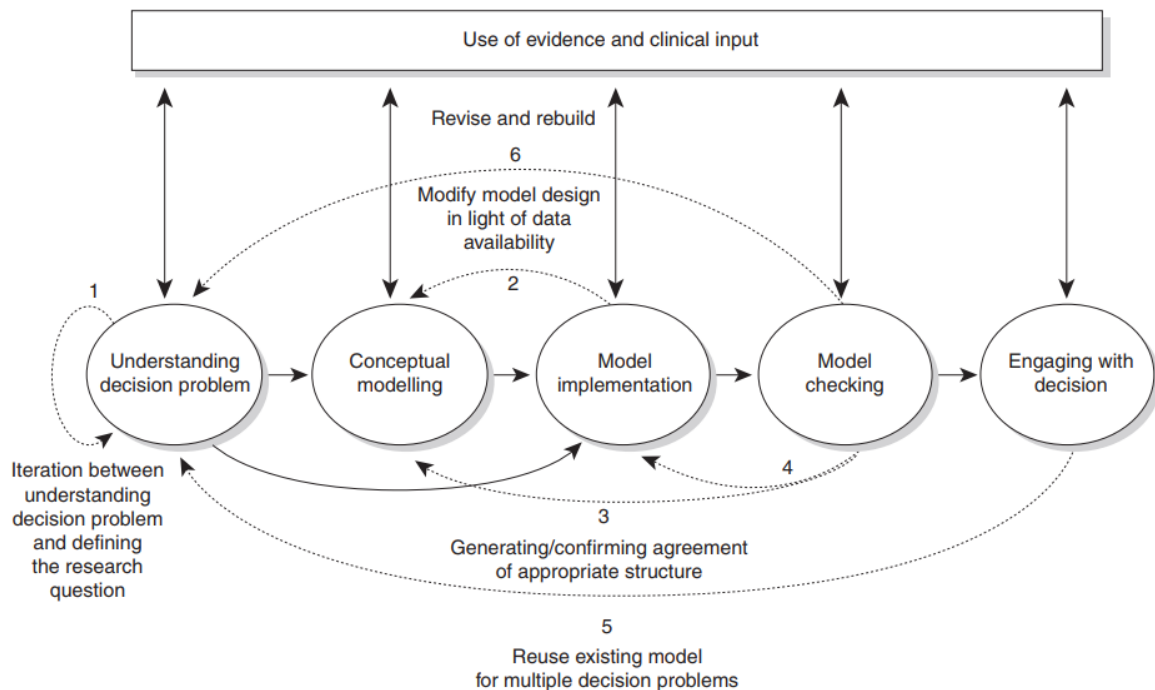 Use of evidence and clinical input
Revise and rebuild
6
Modify model design
in light of data
availability
1
2
Understanding
decision problem
Conceptual
modelling
Model
implementation
Model
checking
Engaging with
decision
Iteration between
understanding
decision problem
and defining
the research
question
4
3
Generating/confirming agreement
of appropriate structure
5
Reuse existing model
for multiple decision problems